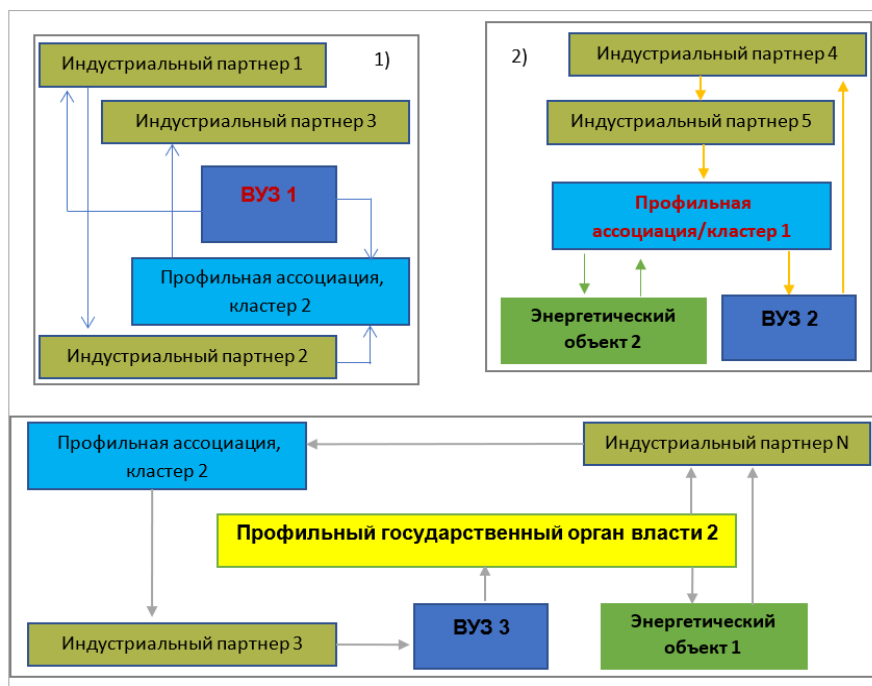 Индустриальный партнер 1
1)
Индустриальный партнер 3
ВУЗ 1
Профильная ассоциация,
кластер 2
Индустриальный партнер 2
2)
Индустриальный партнер 4
Индустриальный партнер 5
Профильная
ассоциация/кластер 1
Энергетический
объект 2
ВУЗ 2
Профильная ассоциация,
кластер 2
Индустриальный партнер N
Профильный государственный орган власти 2
Индустриальный партнер 3
ВУЗ 3
Энергетический
объект 1